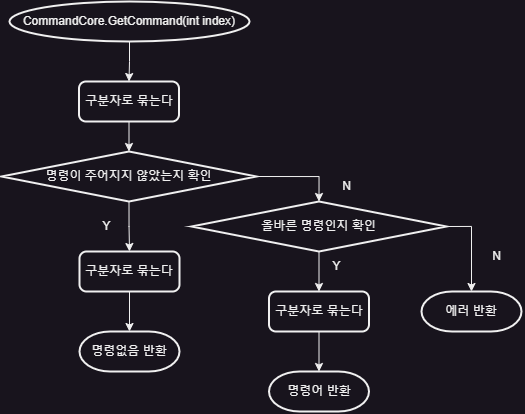 CommandCore.GetCommand(int index)
구분자로 묶는다
명령이 주어지지 않았는지 확인
N
Y
올바른 명령인지 확인
구분자로 묶는다
Y
N
명령없음 반환
구분자로 묶는다
에러 반환
명령어 반환